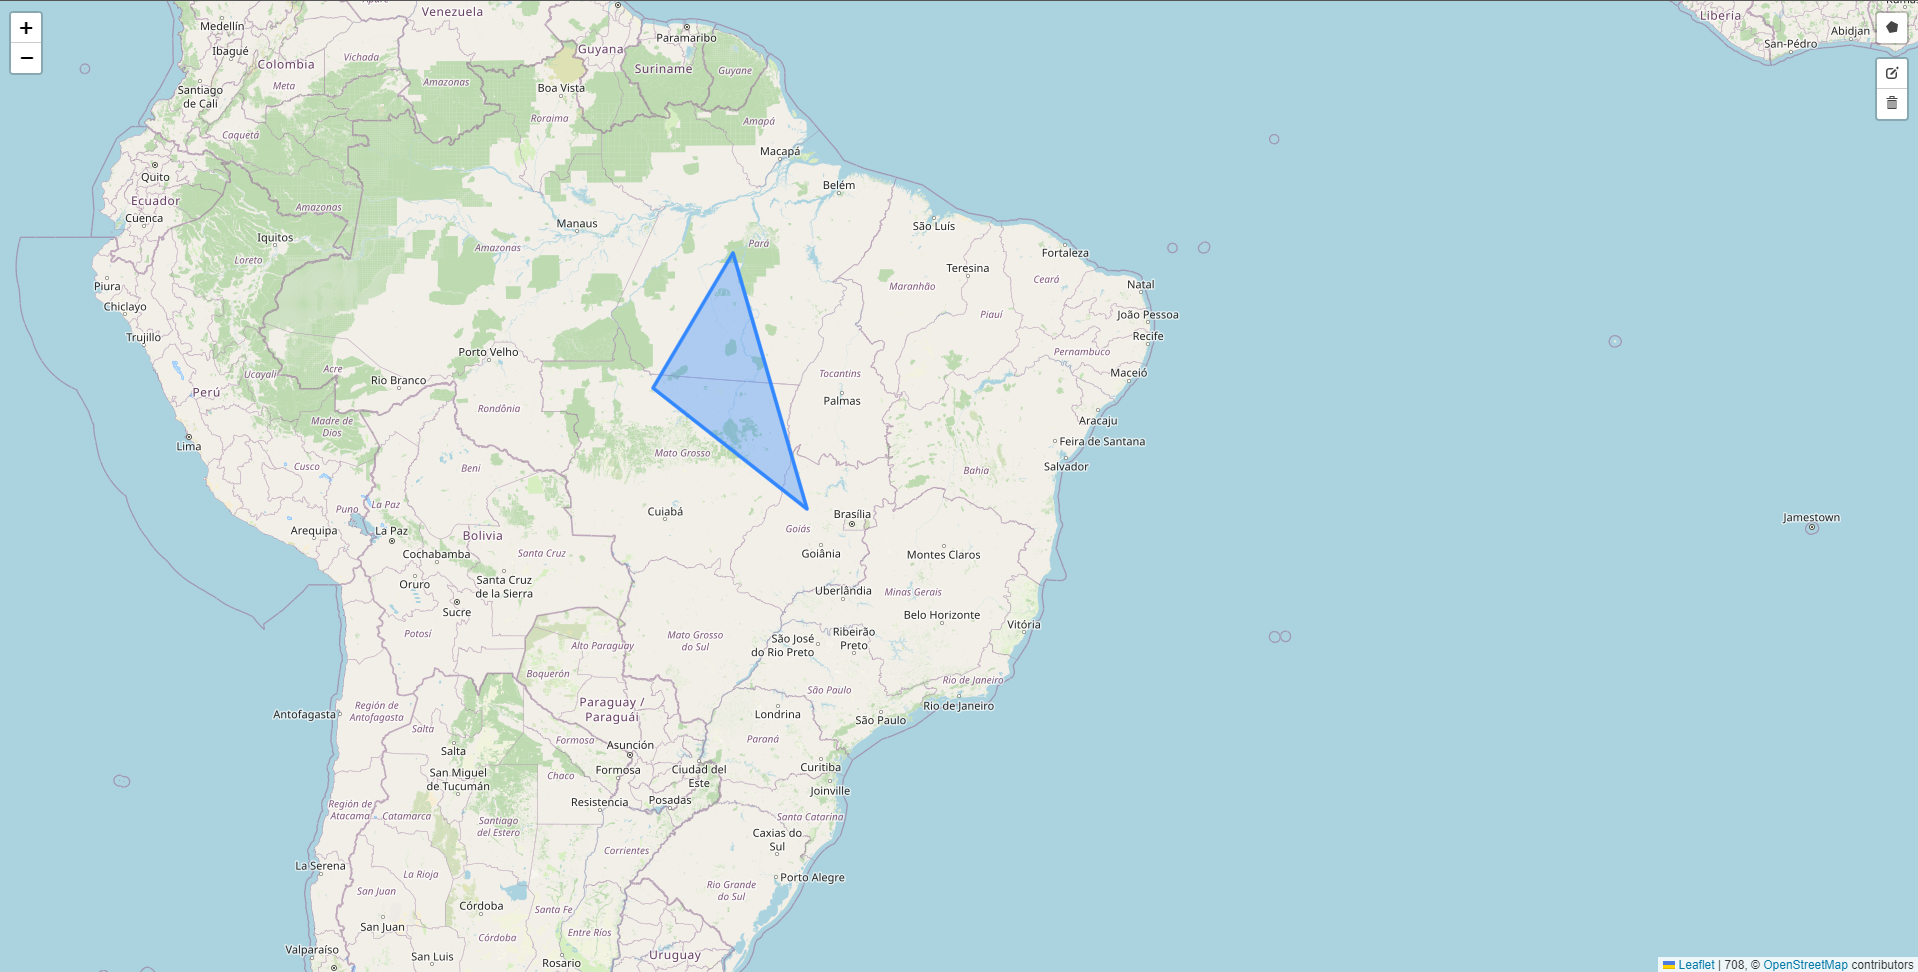 +
−
Venezuela
Medellín
Ibagué
Colombia
Vichada
Meta
Santiago
de Cali
Caquetá
Quito
Ecuador
Cuenca
Guyana
Paramaribo
Suriname
Guyane
Boa Vista
Amazonas
Roraima
Amapá
Macapá
Belém
Liberia
San-Pédro
Abidjan
Amazonas
Iquitos
Loreto
Manaus
Amazonas
Pará
São Luís
Fortaleza
Teresina
Ceará
Natal
Maranhão
Piauí
João Pessoa
Recife
Pernambuco
Maceió
Aracaju
Feira de Santana
Salvador
Bahia
Piura
Chiclayo
Trujillo
Ucayali
Acre
Perú
Rio Branco
Porto Velho
Rondônia
Madre de
Dios
Lima
Cusco
Puno
La Paz
Beni
Tocantins
Palmas
Mato Grosso
Cuiabá
Brasília
Goiás
Goiânia
Montes Claros
Arequipa
La Paz
Bolivia
Cochabamba
Santa Cruz
Oruro
Santa Cruz
de la Sierra
Sucre
Potosí
Uberlândia
Minas Gerais
Belo Horizonte
Vitória
Jamestown
Mato Grosso
do Sul
São José
do Rio Preto
Ribeirão
Preto
Alto Paraguay
Boquerón
São Paulo
Rio de Janeiro
Rio de Janeiro
São Paulo
Londrina
Paraná
Paraguay /
Paraguái
Región de
Antofagasta
Antofagasta
Salta
Salta
Formosa
Asunción
Formosa
Ciudad del
Este
Curitiba
Joinville
Chaco
San Miguel
de Tucumán
Resistencia
Posadas
Santa Catarina
Región de
Atacama
Catamarca
Santiago
del Estero
Caxias do
Sul
Corrientes
La Serena
La Rioja
San Juan
Rio Grande
do Sul
Porto Alegre
Córdoba
Santa Fe
San Juan
Córdoba
Entre Ríos
Valparaíso
San Luis
Rosario
Uruguay
Leaflet | 708, © OpenStreetMap contributors